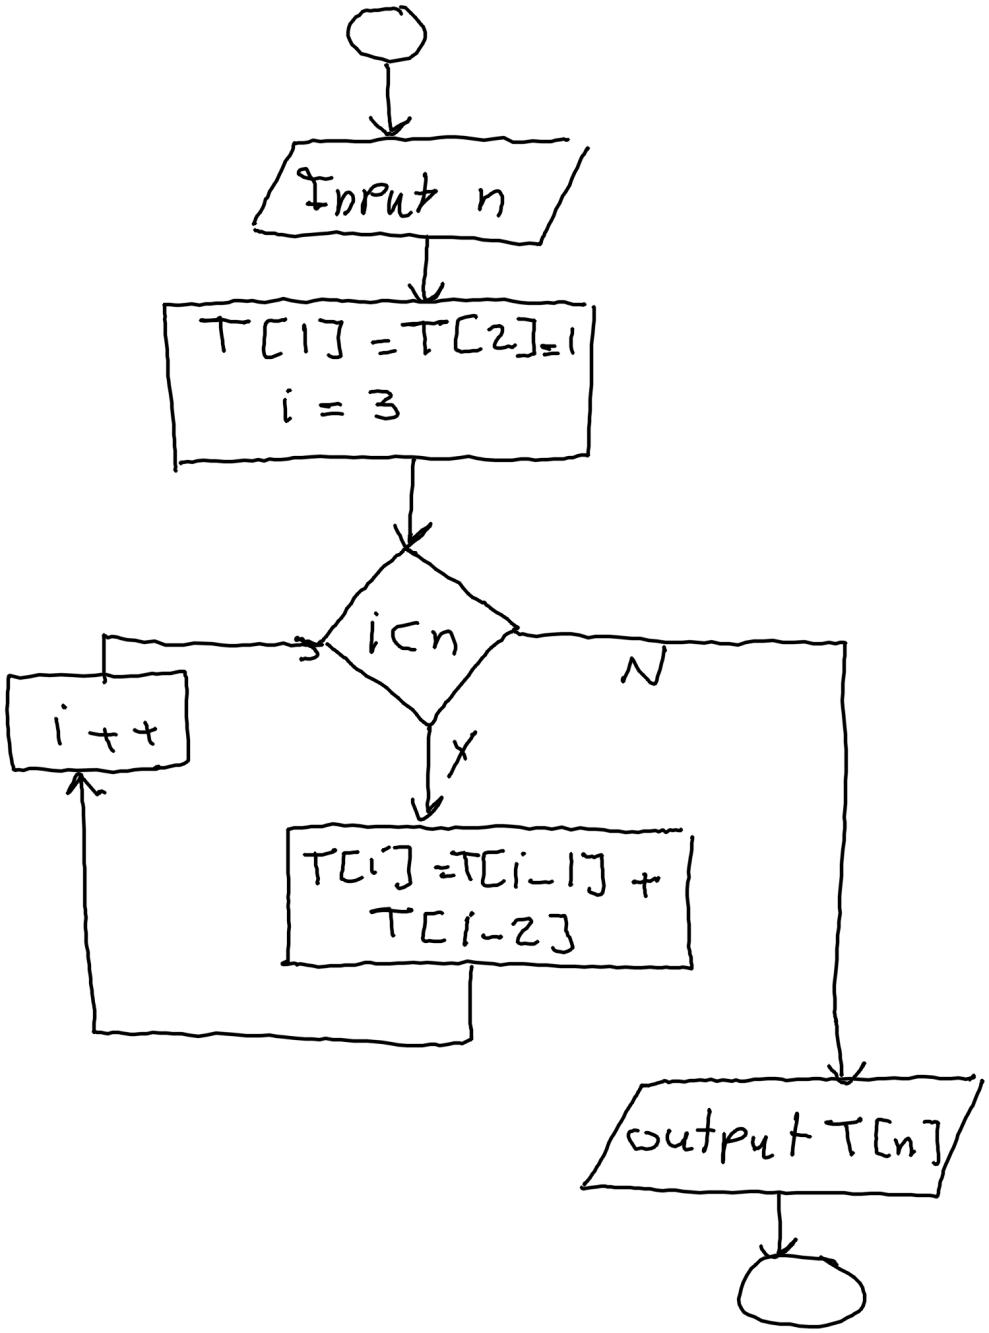 Input n
T[1] = T[2]=1
i = 3
i<n
N
Y
i ++
T[i] =T[i-1] +
T[i-2]
output T[n]